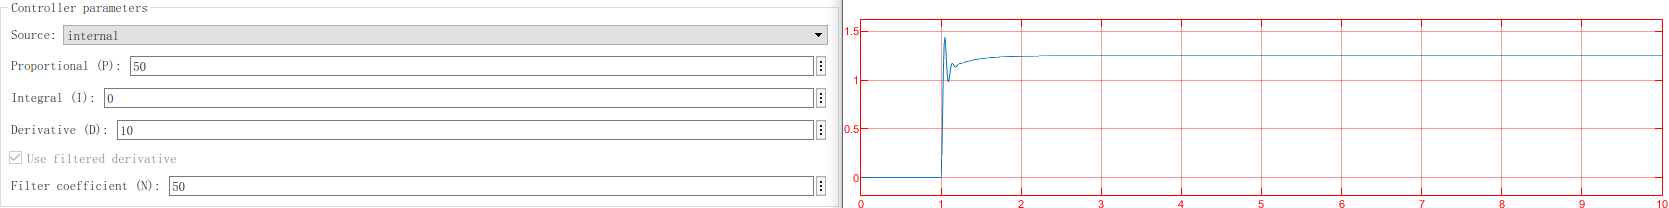 Controller parameters
Source: internal
Proportional (P): 50
Integral (I): 0
Derivative (D): 10
Use filtered derivative
Filter coefficient (N): 50
1.5
1
0.5
0
0 1 2 3 4 5 6 7 8 9 10